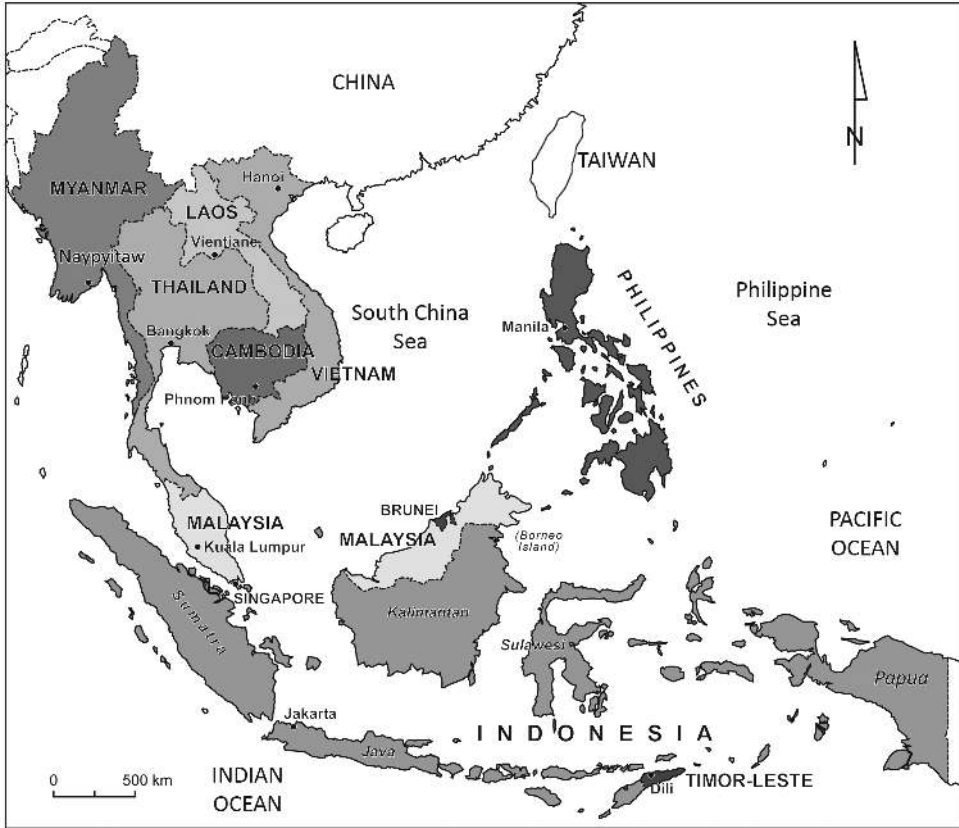 CHINA
N
TAIWAN
Hanoi
MYANMAR
LAOS
Vientiane
Naypyitaw
THAILAND
PHILIPPINES
Philippine
Sea
South China
Sea
Manila
Bangkok
CAMBODIA
VIETNAM
Phnom Penh
BRUNEI
MALAYSIA
Kuala Lumpur
MALAYSIA
(Borneo
Island)
PACIFIC
OCEAN
SINGAPORE
Sumatra
Kalimantan
Sulawesi
Papua
Jakarta
INDONESIA
Java
0 500 km
INDIAN
OCEAN
TIMOR-LESTE
Dili